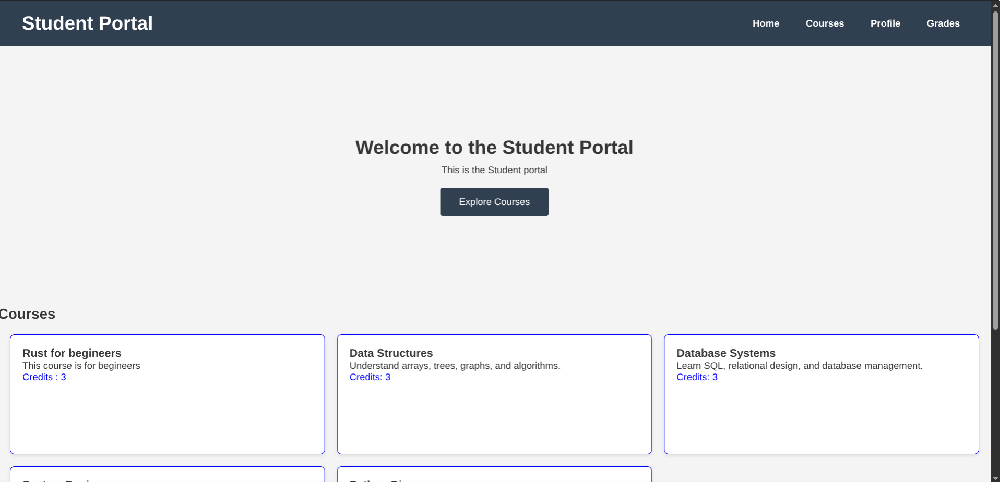 Student Portal
Home Courses Profile Grades
Welcome to the Student Portal
This is the Student portal
Explore Courses
Courses
Rust for begineers
This course is for begineers
Credits : 3
Data Structures
Understand arrays, trees, graphs, and algorithms.
Credits: 3
Database Systems
Learn SQL, relational design, and database management.
Credits: 3